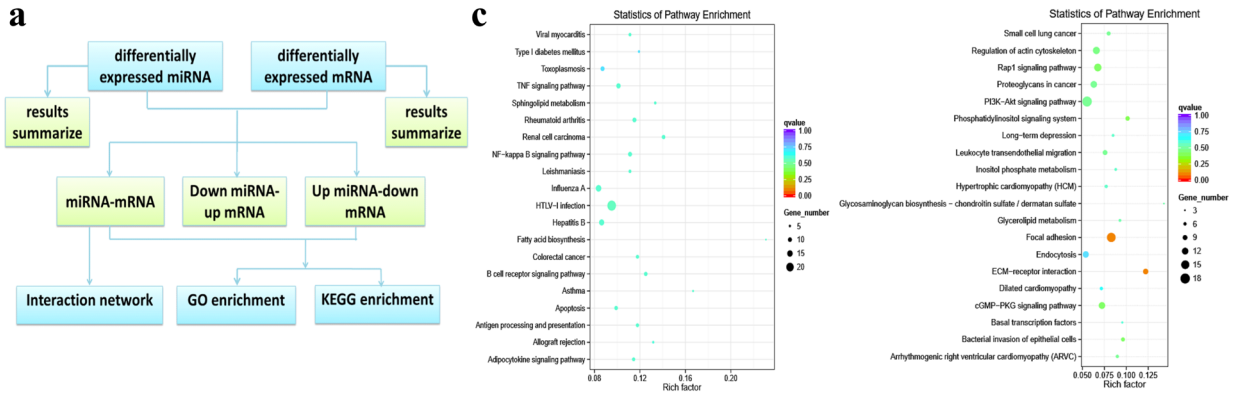 a
differentially
expressed miRNA
differentially
expressed mRNA
results
summarize
results
summarize
miRNA-mRNA
Down miRNA-
up mRNA
Up miRNA-down
mRNA
Interaction network
GO enrichment
KEGG enrichment
c
Statistics of Pathway Enrichment
Viral myocarditis
Type I diabetes mellitus
Toxoplasmosis
TNF signaling pathway
Sphingolipid metabolism
Rheumatoid arthritis
Renal cell carcinoma
NF-kappa B signaling pathway
Leishmaniasis
Influenza A
HTLV-I infection
Hepatitis B
Fatty acid biosynthesis
Colorectal cancer
B cell receptor signaling pathway
Asthma
Apoptosis
Antigen processing and presentation
Allograft rejection
Adipocytokine signaling pathway
0.08 0.12 0.16 0.20
Rich factor
qvalue
1.00
0.75
0.50
0.25
0.00
Gene_number
5
10
15
20
Statistics of Pathway Enrichment
Small cell lung cancer
Regulation of actin cytoskeleton
Rap1 signaling pathway
Proteoglycans in cancer
PI3K-Akt signaling pathway
Phosphatidylinositol signaling system
Long-term depression
Leukocyte transendothelial migration
Inositol phosphate metabolism
Hypertrophic cardiomyopathy (HCM)
Glycosaminoglycan biosynthesis - chondroitin sulfate / dermatan sulfate
Glycerolipid metabolism
Focal adhesion
Endocytosis
ECM-receptor interaction
Dilated cardiomyopathy
cGMP-PKG signaling pathway
Basal transcription factors
Bacterial invasion of epithelial cells
Arrhythmogenic right ventricular cardiomyopathy (ARVC)
0.050 0.075 0.100 0.125
Rich factor
qvalue
1.00
0.75
0.50
0.25
0.00
Gene_number
3
6
9
12
15
18